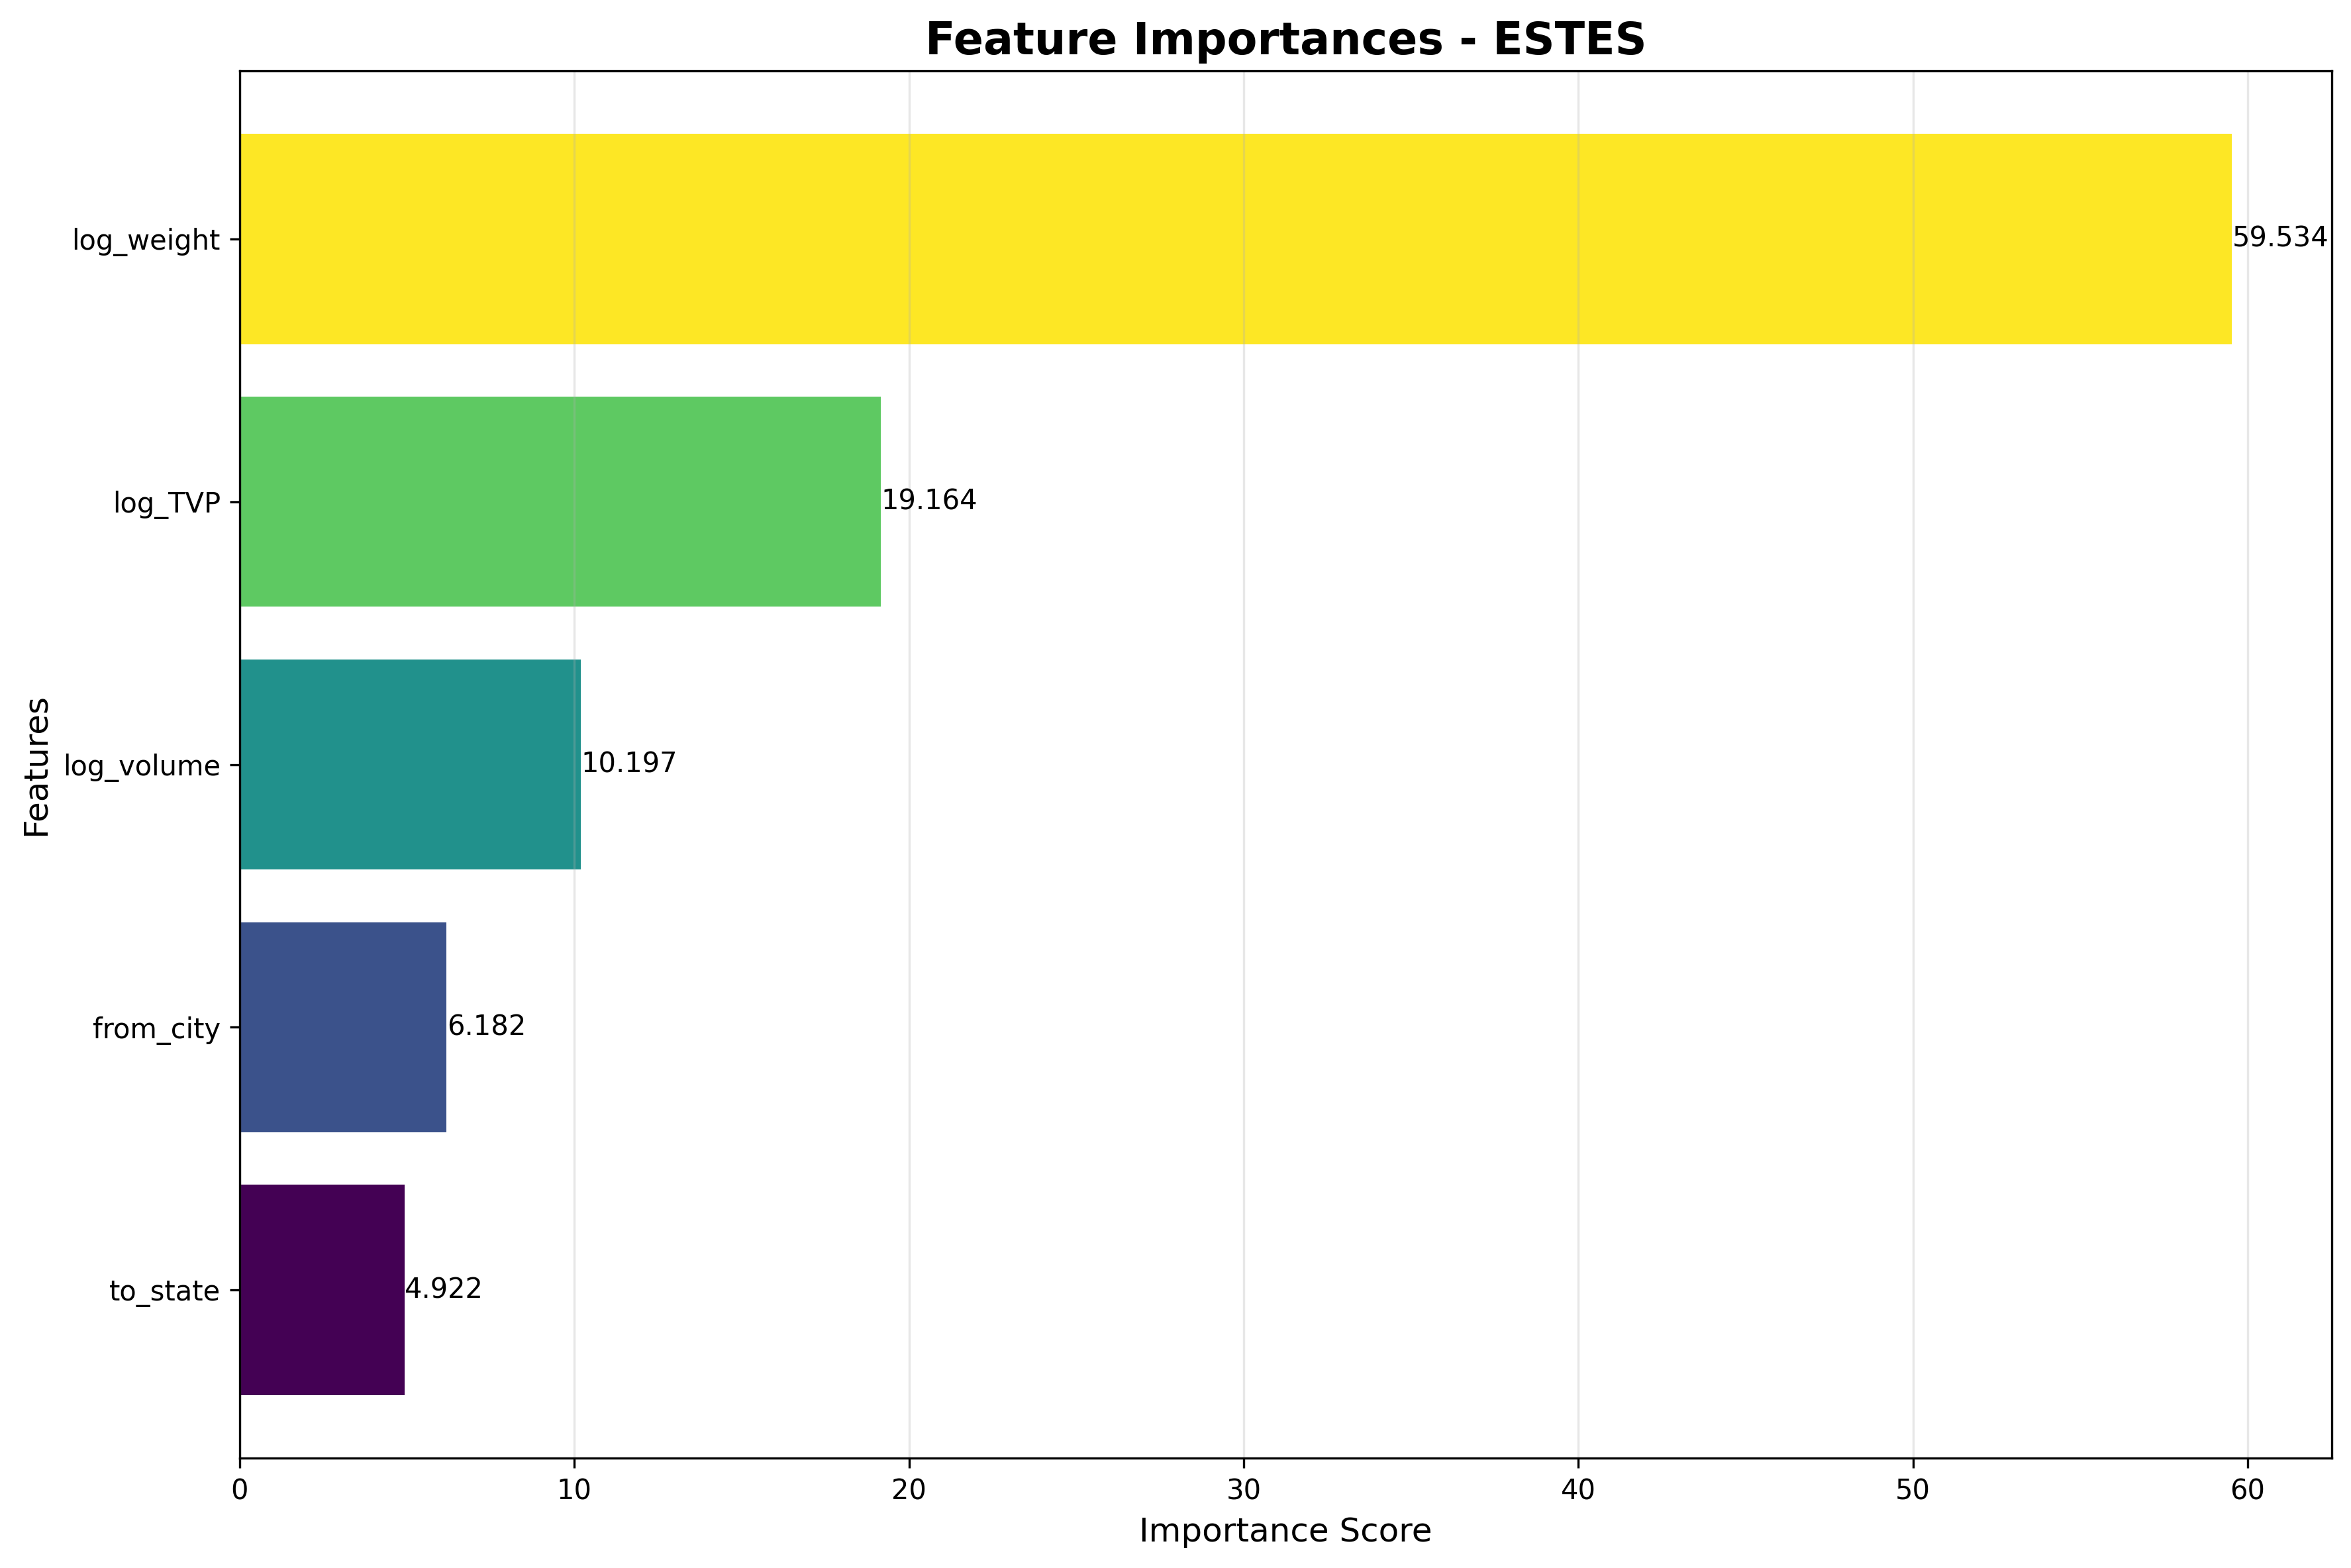 Feature Importances - ESTES
Features
log_weight
59.534
log_TVP
19.164
log_volume
10.197
from_city
6.182
to_state
4.922
0 10 20 30 40 50 60
Importance Score